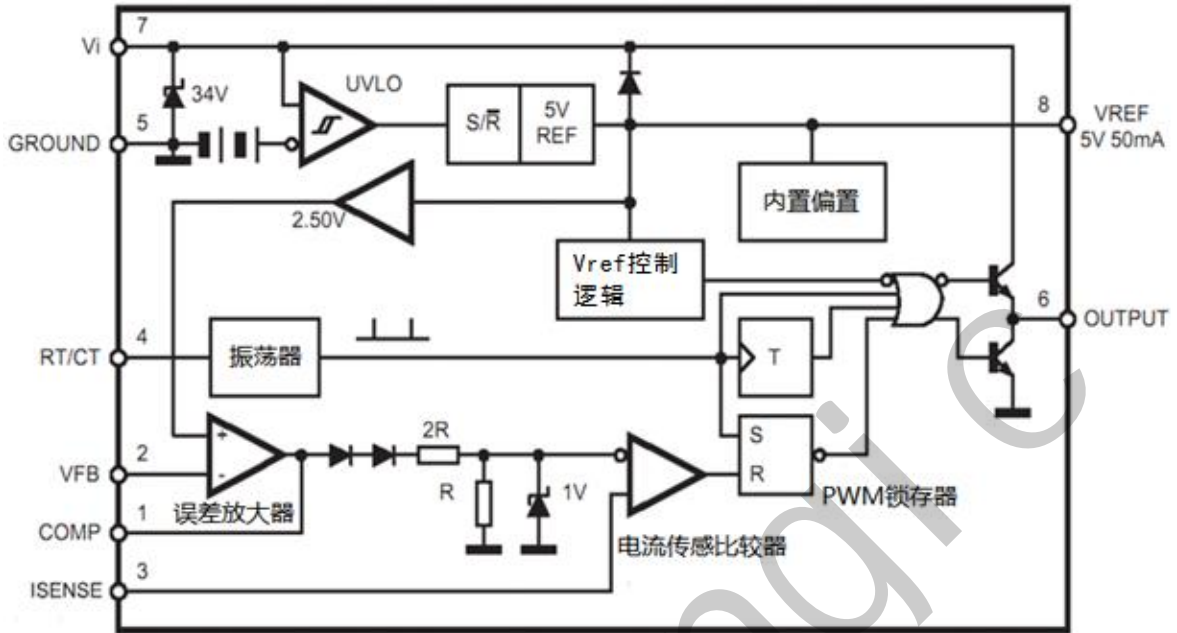 7
Vi
34V
UVLO
5
GROUND
S/R̅
5V
REF
8
VREF
5V 50mA
2.50V
内置偏置
Vref控制
逻辑
6
OUTPUT
4
RT/CT
振荡器
T
2R
S
R
+
-
2
VFB
R
1V
误差放大器
PWM锁存器
1
COMP
电流传感比较器
3
ISENSE